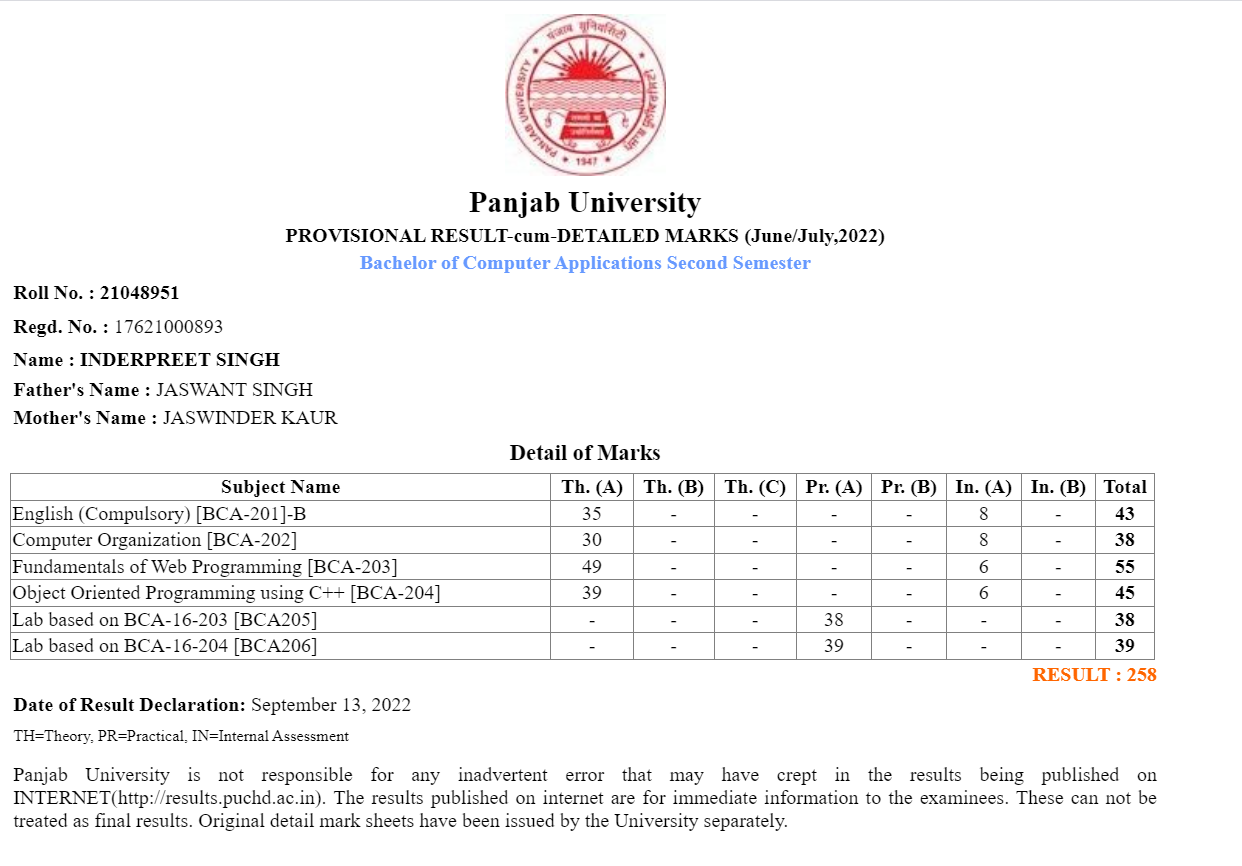 पंजाब यूनिवर्सिटी
PANJAB UNIVERSITY
ਪੰਜਾਬ ਯੂਨੀਵਰਸਿਟੀ
1947
Panjab University
PROVISIONAL RESULT-cum-DETAILED MARKS (June/July,2022)
Bachelor of Computer Applications Second Semester
Roll No. : 21048951
Regd. No. : 17621000893
Name : INDERPREET SINGH
Father's Name : JASWANT SINGH
Mother's Name : JASWINDER KAUR
Detail of Marks
Subject Name Th. (A) Th. (B) Th. (C) Pr. (A) Pr. (B) In. (A) In. (B) Total
English (Compulsory) [BCA-201]-B 35 - - - - 8 - 43
Computer Organization [BCA-202] 30 - - - - 8 - 38
Fundamentals of Web Programming [BCA-203] 49 - - - - 6 - 55
Object Oriented Programming using C++ [BCA-204] 39 - - - - 6 - 45
Lab based on BCA-16-203 [BCA205] - - - 38 - - - 38
Lab based on BCA-16-204 [BCA206] - - - 39 - - - 39
RESULT : 258
Date of Result Declaration: September 13, 2022
TH=Theory, PR=Practical, IN=Internal Assessment
Panjab University is not responsible for any inadvertent error that may have crept in the results being published on
INTERNET(http://results.puchd.ac.in). The results published on internet are for immediate information to the examinees. These can not be
treated as final results. Original detail mark sheets have been issued by the University separately.